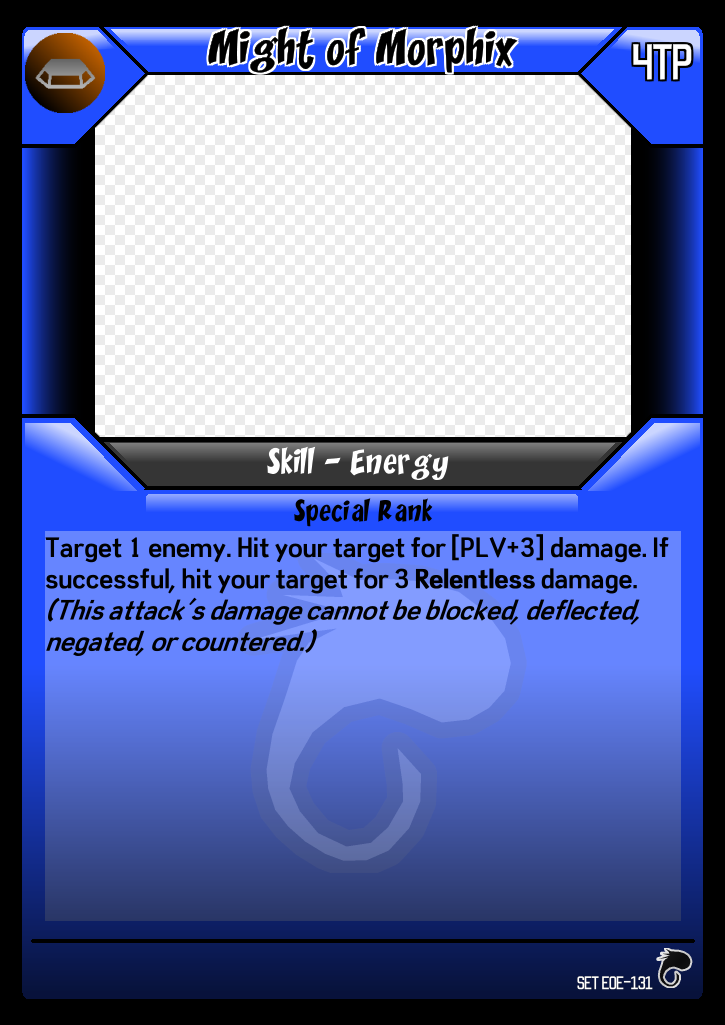 Might of Morphix
4TP
Skill - Energy
Special Rank
Target 1 enemy. Hit your target for [PLV+3] damage. If
successful, hit your target for 3 Relentless damage.
(This attack's damage cannot be blocked, deflected,
negated, or countered.)
SET EOE-131